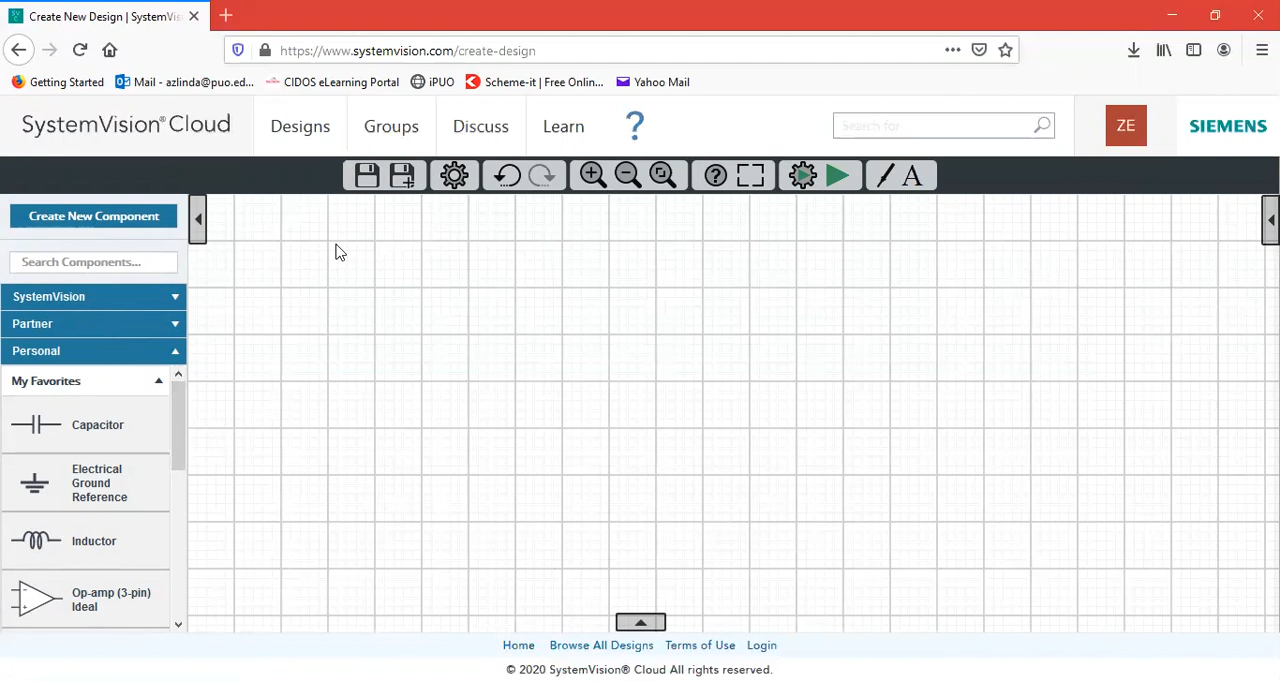 Create New Design | SystemVis
https://www.systemvision.com/create-design
Getting Started
Mail - azlinda@puo.ed...
CIDOS eLearning Portal
iPUO
Scheme-it | Free Onlin...
Yahoo Mail
SystemVision® Cloud
Designs
Groups
Discuss
Learn
?
Search for
ZE
SIEMENS
A
Create New Component
Search Components...
SystemVision
Partner
Personal
My Favorites
Capacitor
Electrical
Ground
Reference
Inductor
Op-amp (3-pin)
Ideal
Home
Browse All Designs
Terms of Use
Login
© 2020 SystemVision® Cloud All rights reserved.